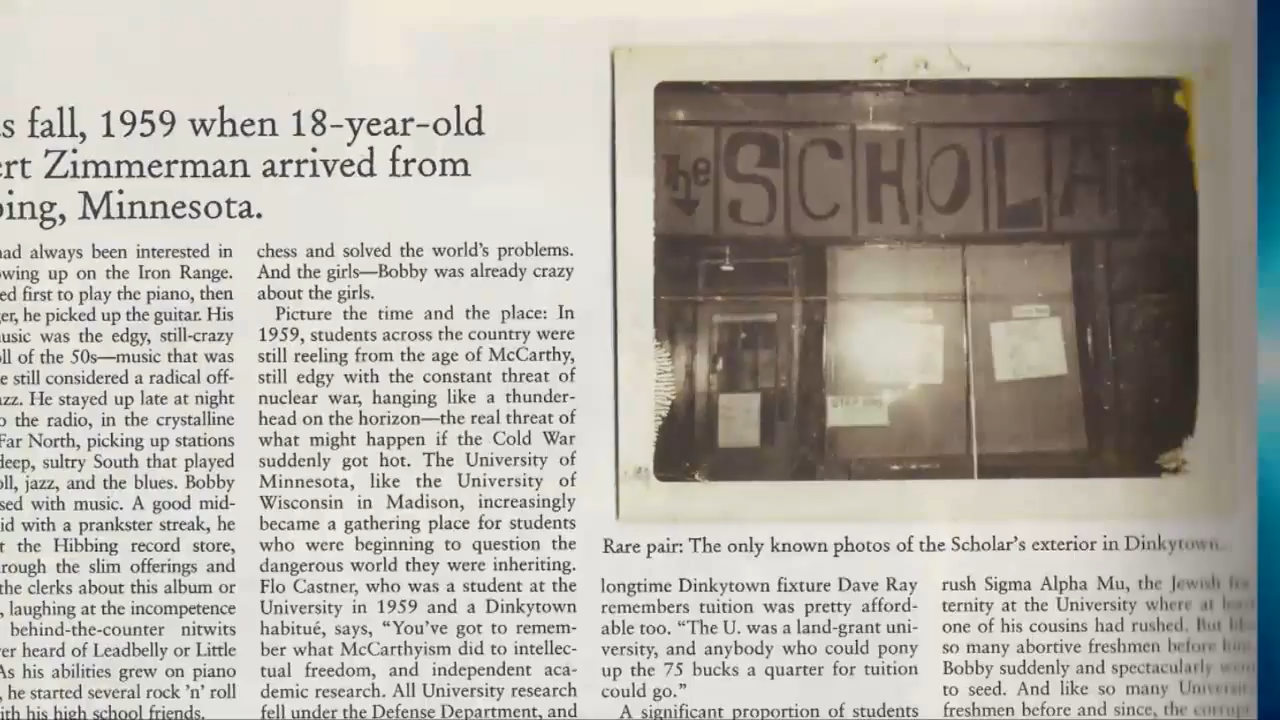 s fall, 1959 when 18-year-old
ert Zimmerman arrived from
bing, Minnesota.
had always been interested in
owing up on the Iron Range.
ed first to play the piano, then
er, he picked up the guitar. His
usic was the edgy, still-crazy
oll of the 50s—music that was
e still considered a radical off-
azz. He stayed up late at night
o the radio, in the crystalline
Far North, picking up stations
deep, sultry South that played
oll, jazz, and the blues. Bobby
sed with music. A good mid-
id with a prankster streak, he
t the Hibbing record store,
rough the slim offerings and
the clerks about this album or
, laughing at the incompetence
behind-the-counter nitwits
er heard of Leadbelly or Little
As his abilities grew on piano
, he started several rock 'n' roll
ith his high school friends.
chess and solved the world's problems.
And the girls—Bobby was already crazy
about the girls.
Picture the time and the place: In
1959, students across the country were
still reeling from the age of McCarthy,
still edgy with the constant threat of
nuclear war, hanging like a thunder-
head on the horizon—the real threat of
what might happen if the Cold War
suddenly got hot. The University of
Minnesota, like the University of
Wisconsin in Madison, increasingly
became a gathering place for students
who were beginning to question the
dangerous world they were inheriting.
Flo Castner, who was a student at the
University in 1959 and a Dinkytown
habitué, says, “You've got to remem-
ber what McCarthyism did to intellec-
tual freedom, and independent aca-
demic research. All University research
fell under the Defense Department, and
the SCHOLA
Rare pair: The only known photos of the Scholar's exterior in Dinkytown.
longtime Dinkytown fixture Dave Ray
remembers tuition was pretty afford-
able too. “The U. was a land-grant uni-
versity, and anybody who could pony
up the 75 bucks a quarter for tuition
could go.”
A significant proportion of students
rush Sigma Alpha Mu, the Jewish fra-
ternity at the University where at least
one of his cousins had rushed. But like
so many abortive freshmen before him,
Bobby suddenly and spectacularly went
to seed. And like so many University
freshmen before and since, the corrupt